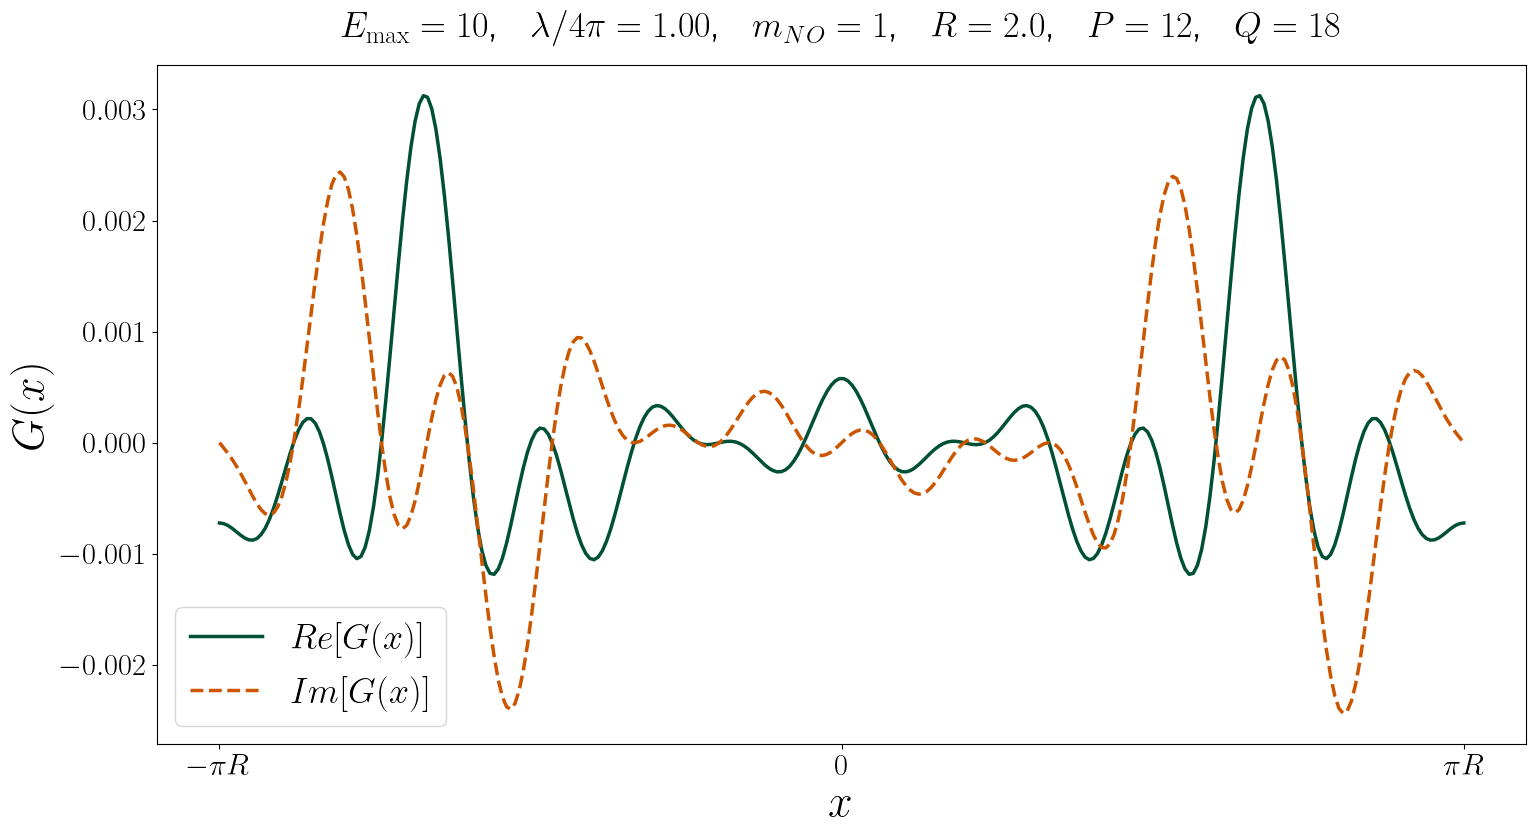 E_max = 10, λ/4π = 1.00, m_NO = 1, R = 2.0, P = 12, Q = 18
G(x)
0.003
0.002
0.001
0.000
−0.001
−0.002
Re[G(x)]
Im[G(x)]
−πR
0
πR
x